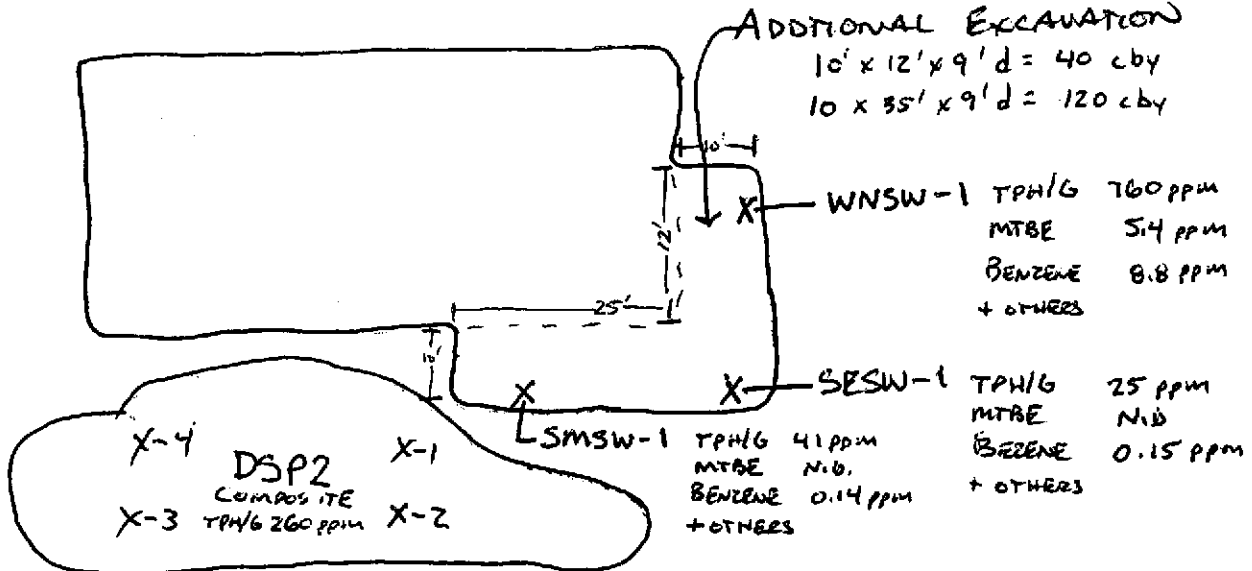 ADDTIONAL EXCAVATION
10' x 12' x 9' d = 40 cby
10 x 35' x 9' d = 120 cby
10'
12'
25'
10'
WNSW-1 TPH/G 760 ppm
MTBE 5.4 ppm
BENZENE 8.8 ppm
+ OTHERS
SESW-1 TPH/G 25 ppm
MTBE N.D
BEZENE 0.15 ppm
+ OTHERS
SMSW-1 TPH/G 41 ppm
MTBE N.D.
BENZENE 0.14 ppm
+ OTHERS
X-4 X-1
DSP2
COMPOSITE
X-3 TPH/G 260 ppm X-2